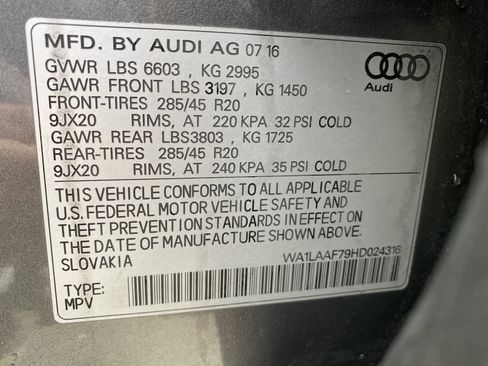 MFD. BY AUDI AG 07 16
GVWR LBS 6603 , KG 2995
GAWR FRONT LBS 3197 , KG 1450
FRONT-TIRES 285/45 R20
9JX20 RIMS, AT 220 KPA 32 PSI COLD
GAWR REAR LBS3803 , KG 1725
REAR-TIRES 285/45 R20
9JX20 RIMS, AT 240 KPA 35 PSI COLD
Audi
THIS VEHICLE CONFORMS TO ALL APPLICABLE
U.S. FEDERAL MOTOR VEHICLE SAFETY AND
THEFT PREVENTION STANDARDS IN EFFECT ON
THE DATE OF MANUFACTURE SHOWN ABOVE.
SLOVAKIA
WA1LAAF79HD024316
TYPE:
MPV